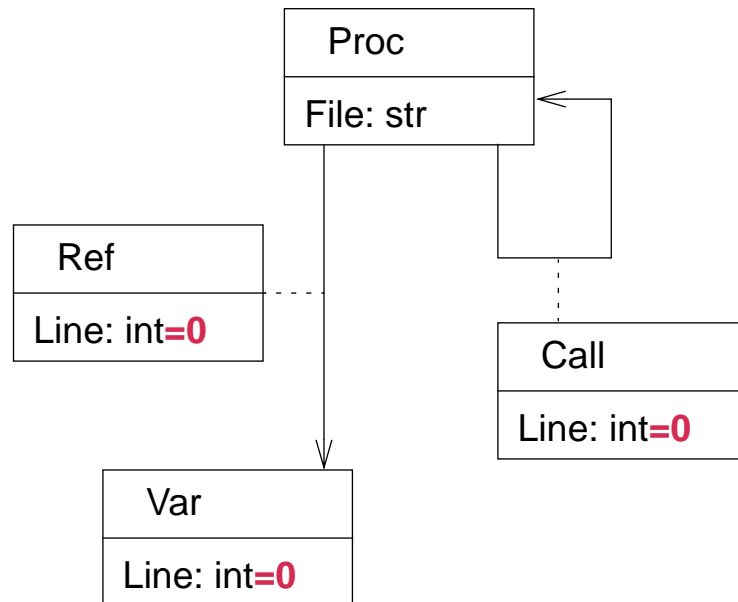 Proc
File: str
Ref
Line: int=0
Call
Line: int=0
Var
Line: int=0